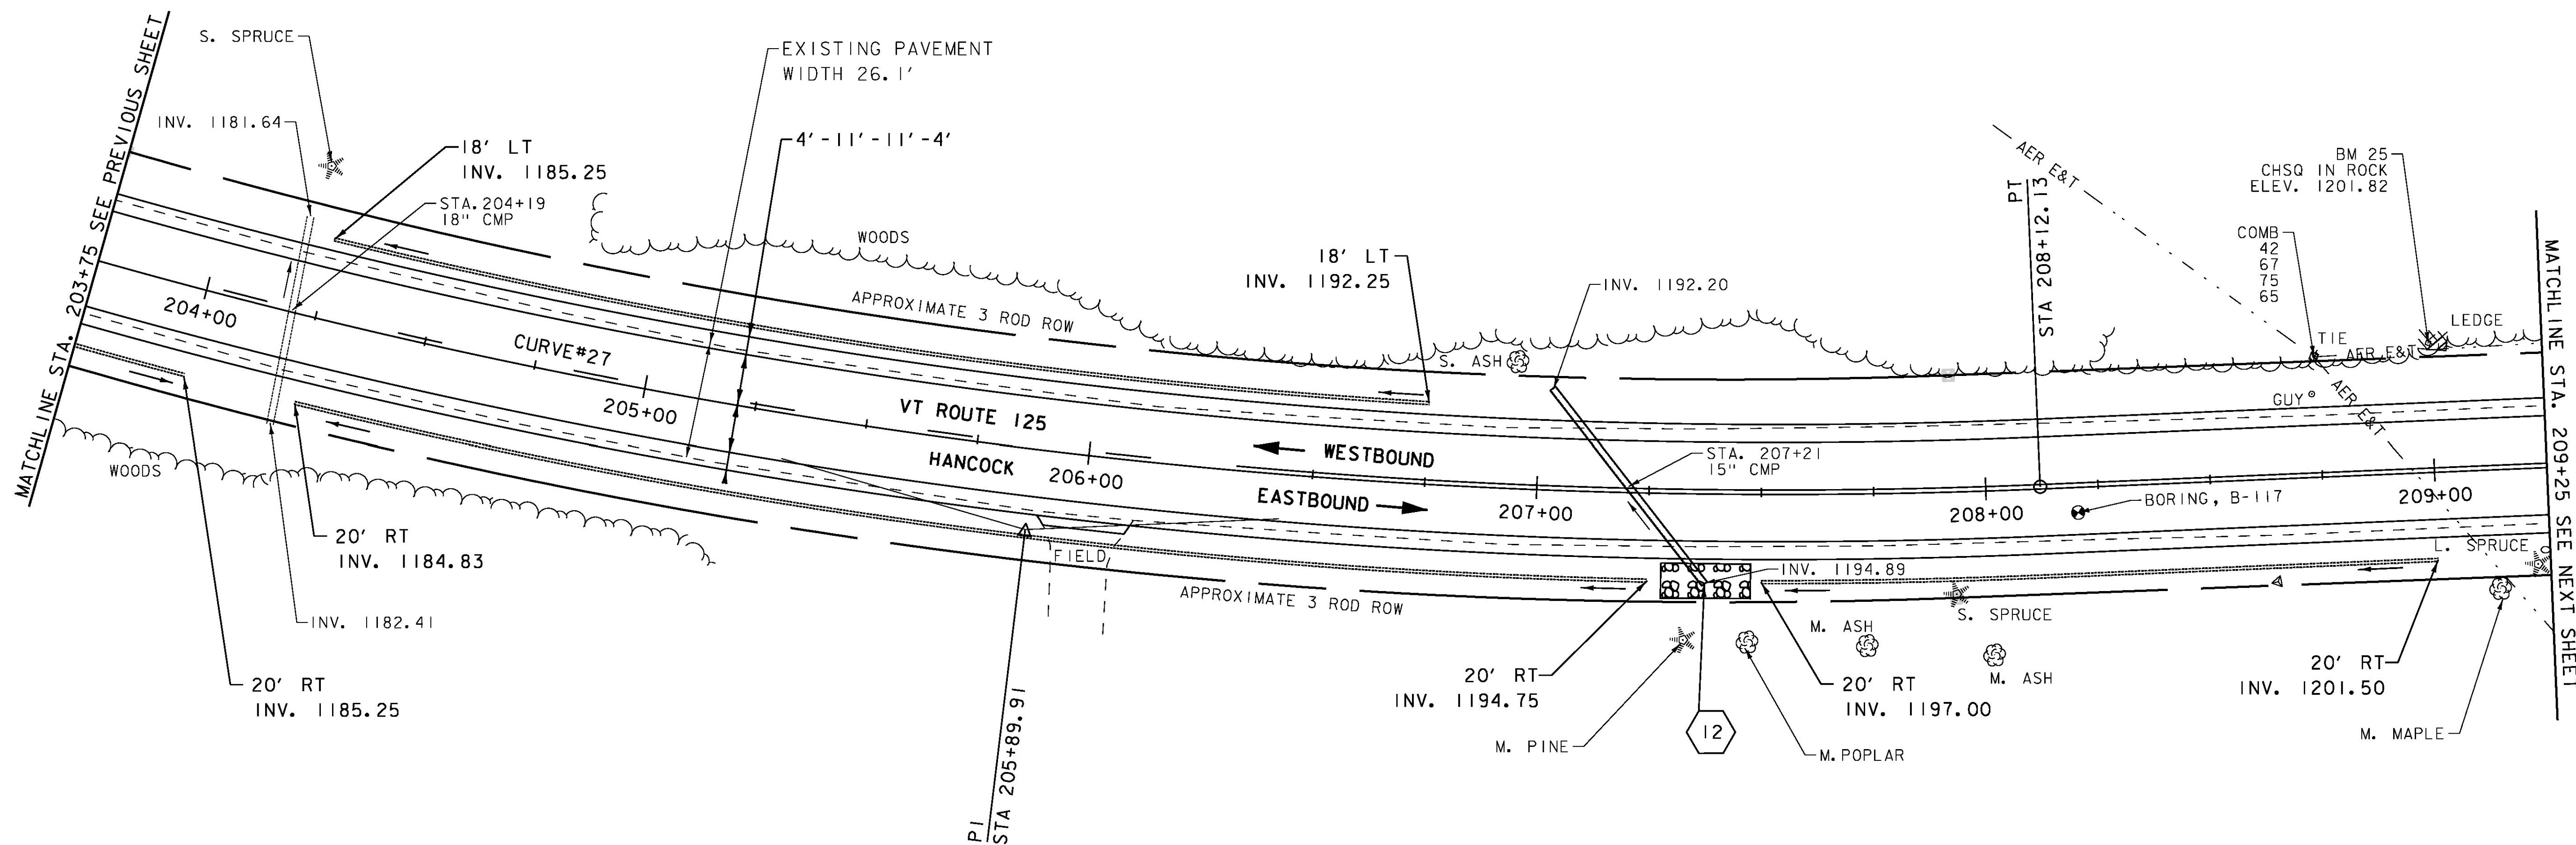 MATCHLINE STA. 203+75 SEE PREVIOUS SHEET
S. SPRUCE
INV. 1181.64
18' LT
INV. 1185.25
STA.204+19
18" CMP
EXISTING PAVEMENT
WIDTH 26.1'
4'-11'-11'-4'
WOODS
APPROXIMATE 3 ROD ROW
204+00
CURVE#27
205+00
VT ROUTE 125
HANCOCK
206+00
WESTBOUND
EASTBOUND
207+00
18' LT
INV. 1192.25
S. ASH
INV. 1192.20
STA. 207+21
15" CMP
PT
STA 208+12.13
AER E&T
BM 25
CHSQ IN ROCK
ELEV. 1201.82
COMB
42
67
75
65
TIE
AER E&T
LEDGE
AER E&T
GUY
208+00
BORING, B-117
209+00
MATCHLINE STA. 209+25 SEE NEXT SHEET
L. SPRUCE
WOODS
20' RT
INV. 1184.83
INV. 1182.41
20' RT
INV. 1185.25
FIELD
APPROXIMATE 3 ROD ROW
PI
STA 205+89.91
INV. 1194.89
20' RT
INV. 1194.75
12
M. PINE
M. POPLAR
M. ASH
S. SPRUCE
M. ASH
20' RT
INV. 1197.00
20' RT
INV. 1201.50
M. MAPLE